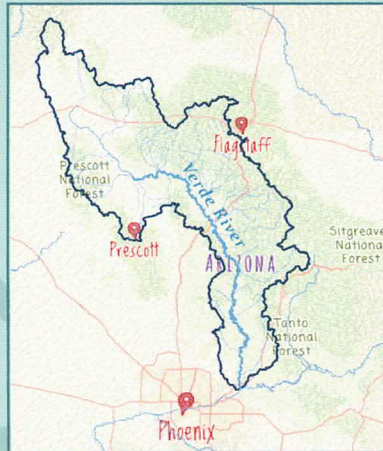 Flagstaff
Prescott
National
Forest
Verde River
Prescott
Sitgreave
National
Forest
ARIZONA
Tonto
National
Forest
Phoenix